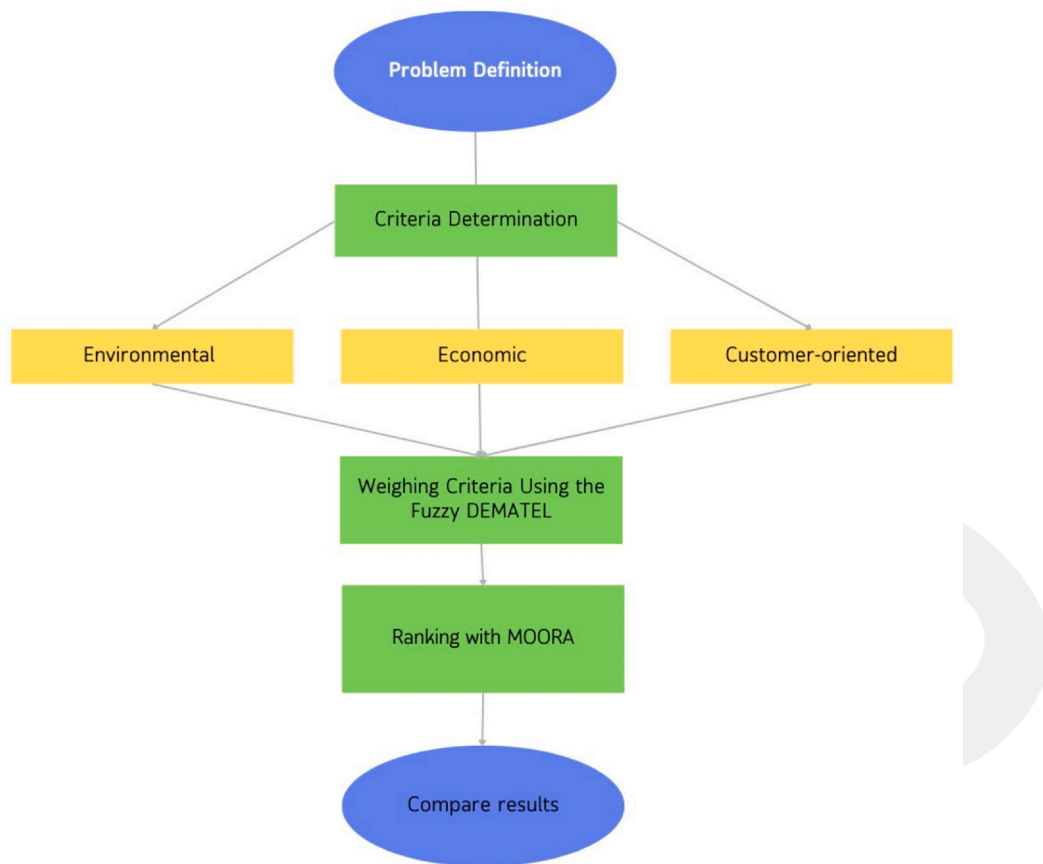 Problem Definition
Criteria Determination
Environmental
Economic
Customer-oriented
Weighing Criteria Using the
Fuzzy DEMATEL
Ranking with MOORA
Compare results